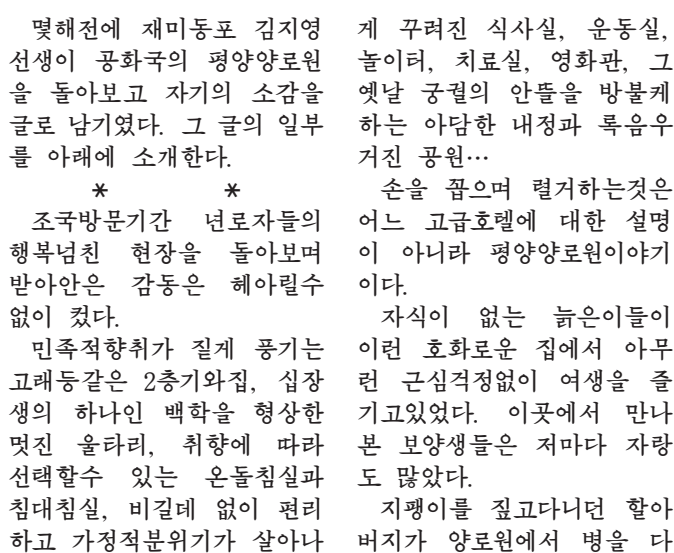 몇해전에 재미동포 김지영
선생이 공화국의 평양양로원
을 돌아보고 자기의 소감을
글로 남기였다. 그 글의 일부
를 아래에 소개한다.
* *
조국방문기간 년로자들의
행복넘친 현장을 돌아보며
받아안은 감동은 헤아릴수
없이 컸다.
민족적향취가 짙게 풍기는
고래등같은 2층기와집, 십장
생의 하나인 백학을 형상한
멋진 울타리, 취향에 따라
선택할수 있는 온돌침실과
침대침실, 비길데 없이 편리
하고 가정적분위기가 살아나
게 꾸려진 식사실, 운동실,
놀이터, 치료실, 영화관, 그
옛날 궁궐의 안뜰을 방불케
하는 아담한 내정과 록음우
거진 공원…
손을 꼽으며 렬거하는것은
어느 고급호텔에 대한 설명
이 아니라 평양양로원이야기
이다.
자식이 없는 늙은이들이
이런 호화로운 집에서 아무
런 근심걱정없이 여생을 즐
기고있었다. 이곳에서 만나
본 보양생들은 저마다 자랑
도 많았다.
지팽이를 짚고다니던 할아
버지가 양로원에서 병을 다